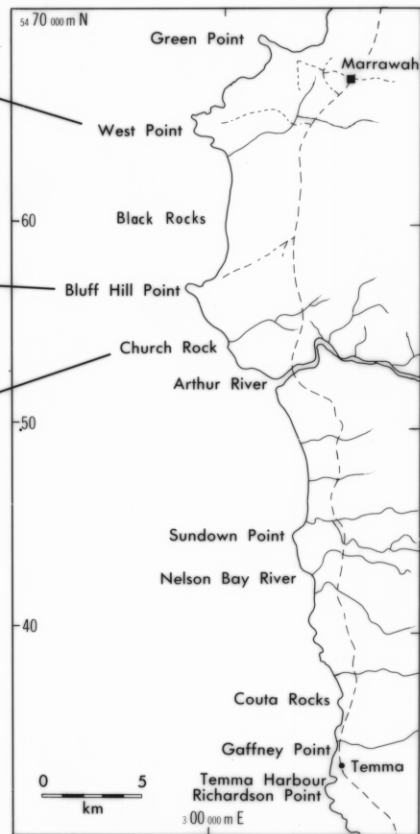 54 70 000 m N
Green Point
Marrawah
West Point
Black Rocks
60
Bluff Hill Point
Church Rock
Arthur River
50
Sundown Point
Nelson Bay River
40
Couta Rocks
Gaffney Point
Temma
Temma Harbour
Richardson Point
0 5
km
3 00 000 m E